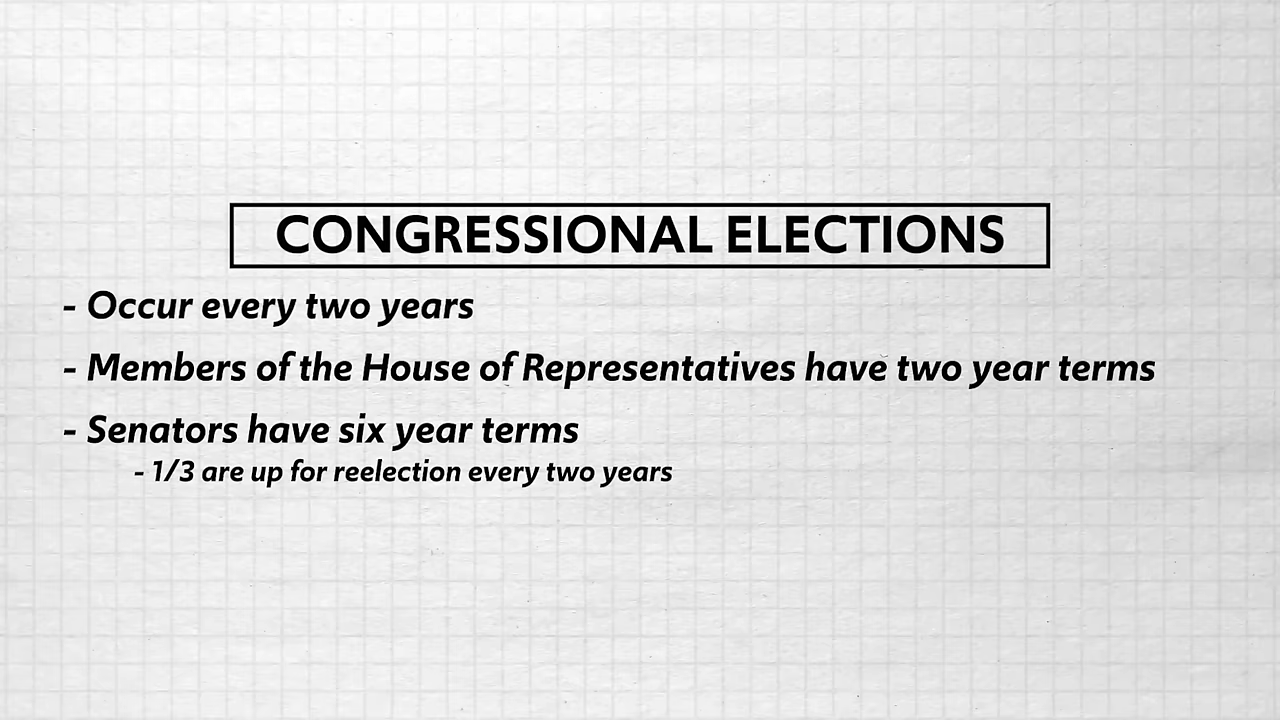 CONGRESSIONAL ELECTIONS
- Occur every two years
- Members of the House of Representatives have two year terms
- Senators have six year terms
- 1/3 are up for reelection every two years